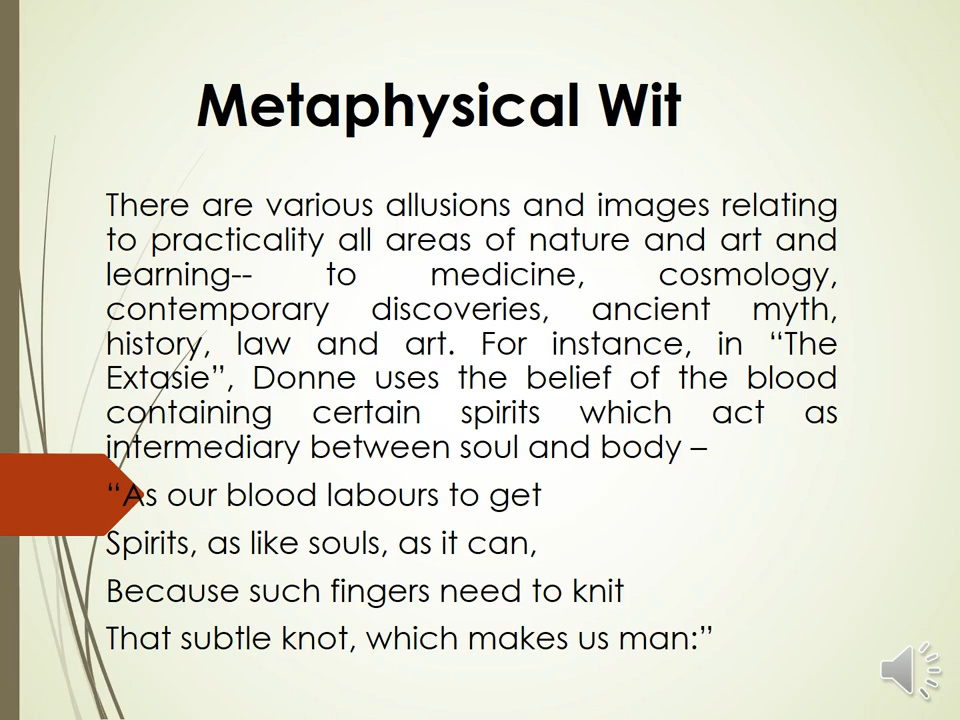 Metaphysical Wit
There are various allusions and images relating
to practicality all areas of nature and art and
learning-- to medicine, cosmology,
contemporary discoveries, ancient myth,
history, law and art. For instance, in “The
Extasie”, Donne uses the belief of the blood
containing certain spirits which act as
intermediary between soul and body –
“As our blood labours to get
Spirits, as like souls, as it can,
Because such fingers need to knit
That subtle knot, which makes us man:”